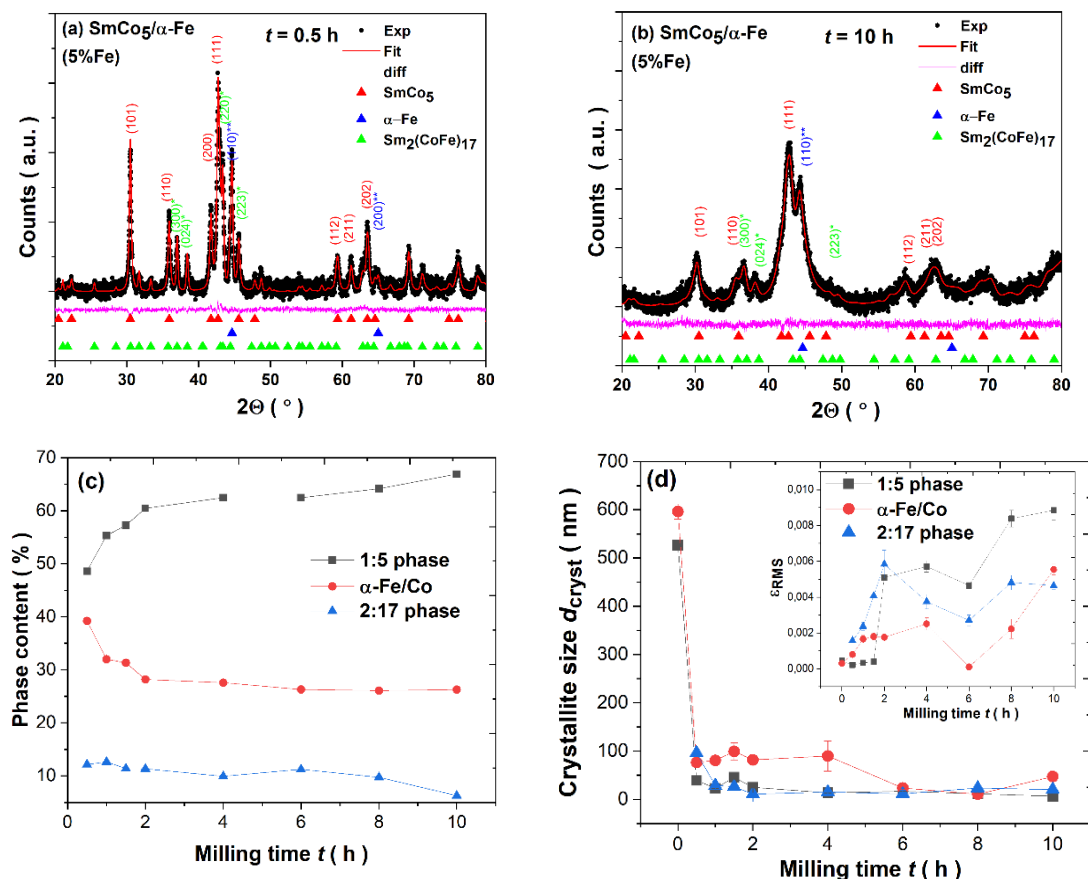 (a) SmCo5/α-Fe
(5%Fe)
t = 0.5 h
Exp
Fit
diff
SmCo5
α–Fe
Sm2(CoFe)17
(101)
(110)
(300)*
(024)*
(200)
(111)
(220)*
(110)**
(223)*
(112)
(211)
(202)
(200)**
Counts ( a.u. )
20 30 40 50 60 70 80
2Θ ( ° )
(b) SmCo5/α-Fe
(5%Fe)
t = 10 h
Exp
Fit
diff
SmCo5
α–Fe
Sm2(CoFe)17
(101)
(110)
(300)*
(024)*
(111)
(110)**
(223)*
(112)
(211)
(202)
Counts ( a.u. )
20 30 40 50 60 70 80
2Θ ( ° )
(c)
70
60
50
40
30
20
10
Phase content ( % )
1:5 phase
α-Fe/Co
2:17 phase
0 2 4 6 8 10
Milling time t ( h )
(d)
700
600
500
400
300
200
100
0
Crystallite size dcryst ( nm )
1:5 phase
α-Fe/Co
2:17 phase
0,010
0,008
0,006
0,004
0,002
0,000
εRMS
0 2 4 6 8 10
Milling time t ( h )
0 2 4 6 8 10
Milling time t ( h )